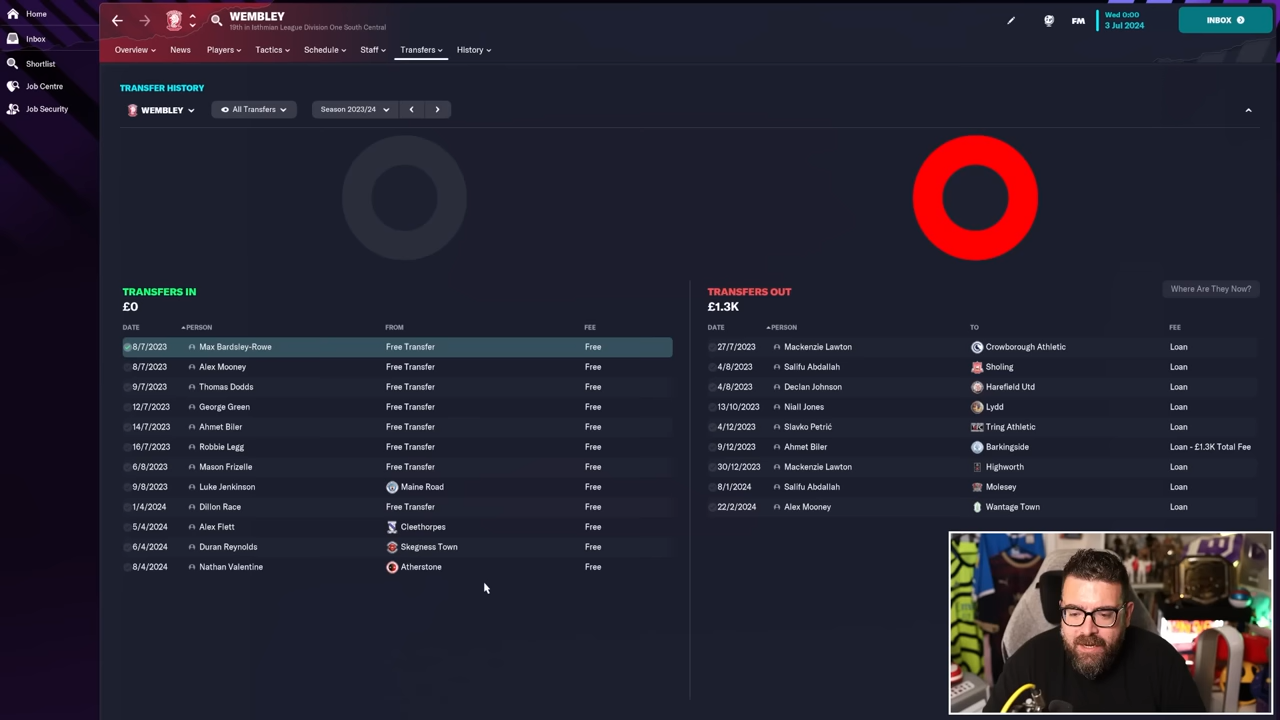 Home
Inbox
Shortlist
Job Centre
Job Security
WEMBLEY
19th in Isthmian League Division One South Central
FM
Wed 0:00
3 Jul 2024
INBOX
Overview
News
Players
Tactics
Schedule
Staff
Transfers
History
TRANSFER HISTORY
WEMBLEY
All Transfers
Season 2023/24
TRANSFERS IN
£0
DATE PERSON FROM FEE
8/7/2023 Max Bardsley-Rowe Free Transfer Free
8/7/2023 Alex Mooney Free Transfer Free
9/7/2023 Thomas Dodds Free Transfer Free
12/7/2023 George Green Free Transfer Free
14/7/2023 Ahmet Biler Free Transfer Free
16/7/2023 Robbie Legg Free Transfer Free
6/8/2023 Mason Frizelle Free Transfer Free
9/8/2023 Luke Jenkinson Maine Road Free
1/4/2024 Dillon Race Free Transfer Free
5/4/2024 Alex Flett Cleethorpes Free
6/4/2024 Duran Reynolds Skegness Town Free
8/4/2024 Nathan Valentine Atherstone Free
TRANSFERS OUT
£1.3K
Where Are They Now?
DATE PERSON TO FEE
27/7/2023 Mackenzie Lawton Crowborough Athletic Loan
4/8/2023 Salifu Abdallah Sholing Loan
4/8/2023 Declan Johnson Harefield Utd Loan
13/10/2023 Niall Jones Lydd Loan
4/12/2023 Slavko Petrić Tring Athletic Loan
9/12/2023 Ahmet Biler Barkingside Loan - £1.3K Total Fee
30/12/2023 Mackenzie Lawton Highworth Loan
8/1/2024 Salifu Abdallah Molesey Loan
22/2/2024 Alex Mooney Wantage Town Loan